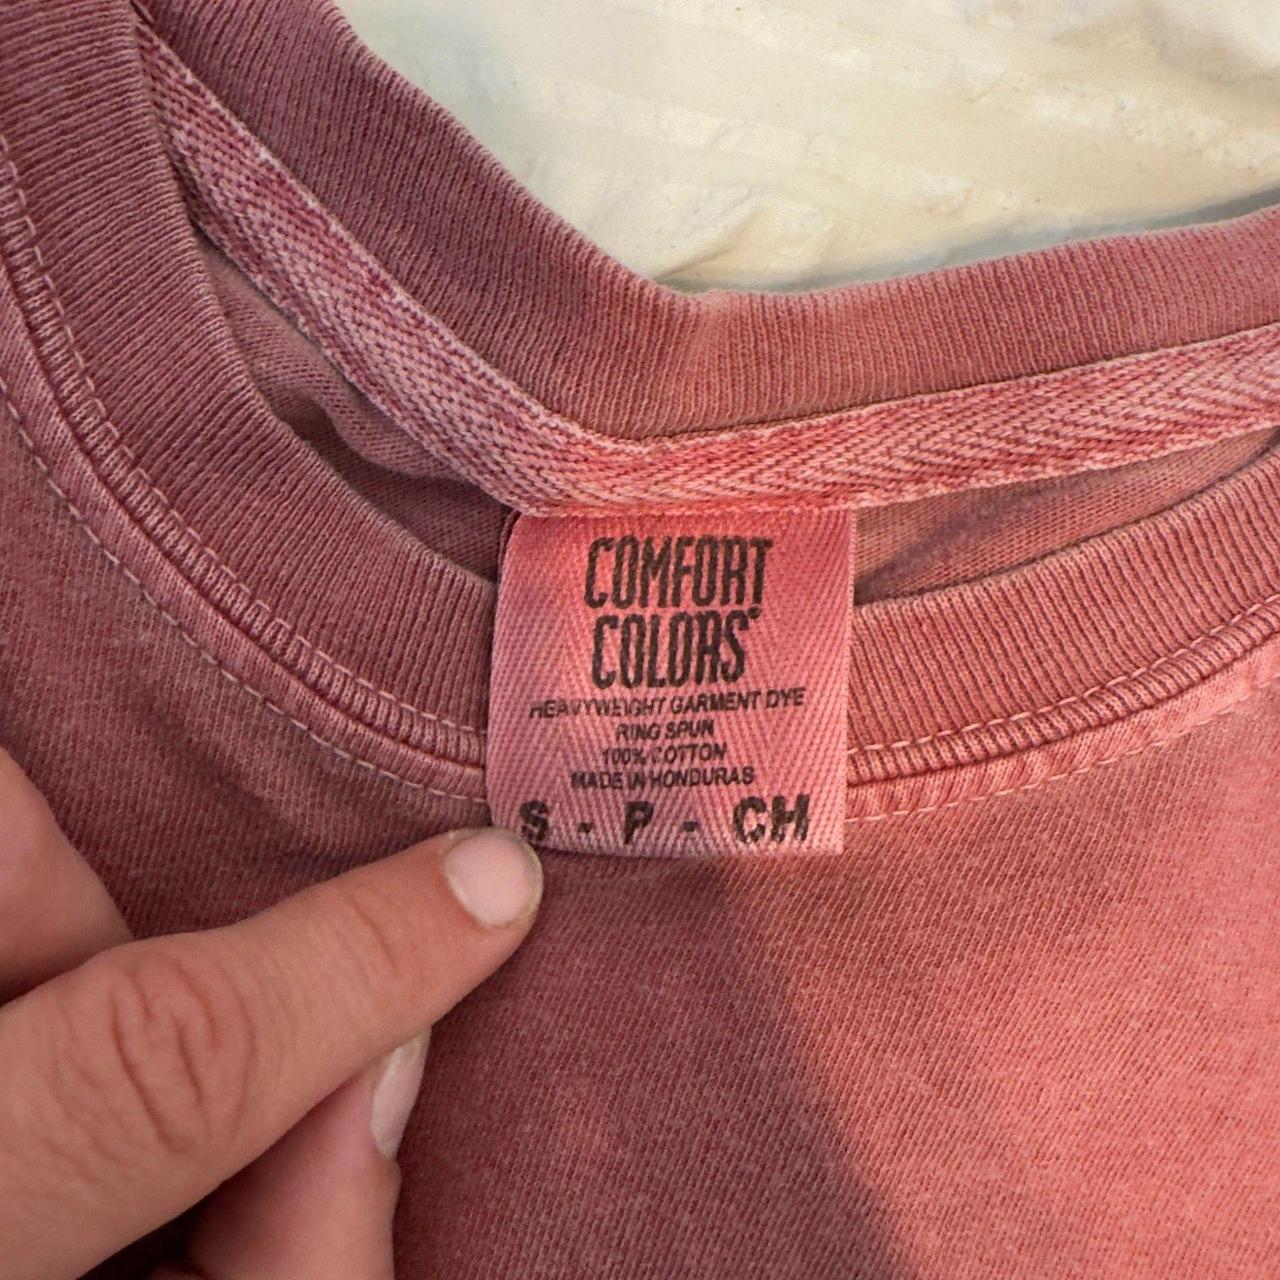 COMFORT
COLORS®
HEAVYWEIGHT GARMENT DYE
RING SPUN
100% COTTON
MADE IN HONDURAS
S - P - CH